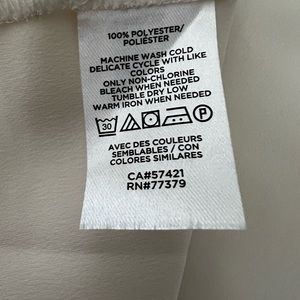 100% POLYESTER/
POLIÉSTER
MACHINE WASH COLD
DELICATE CYCLE WITH LIKE
COLORS
ONLY NON-CHLORINE
BLEACH WHEN NEEDED
TUMBLE DRY LOW
WARM IRON WHEN NEEDED
30 P
AVEC DES COULEURS
SEMBLABLES / CON
COLORES SIMILARES
CA#57421
RN#77379